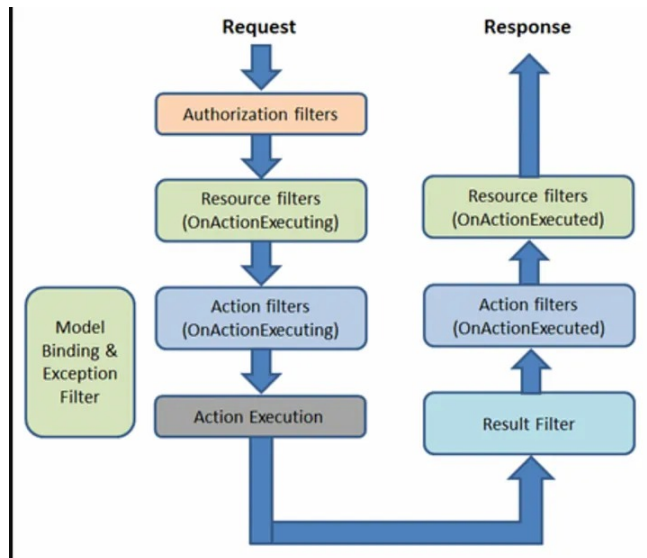 Request
Response
Authorization filters
Resource filters
(OnActionExecuting)
Resource filters
(OnActionExecuted)
Action filters
(OnActionExecuting)
Action filters
(OnActionExecuted)
Model
Binding &
Exception
Filter
Action Execution
Result Filter